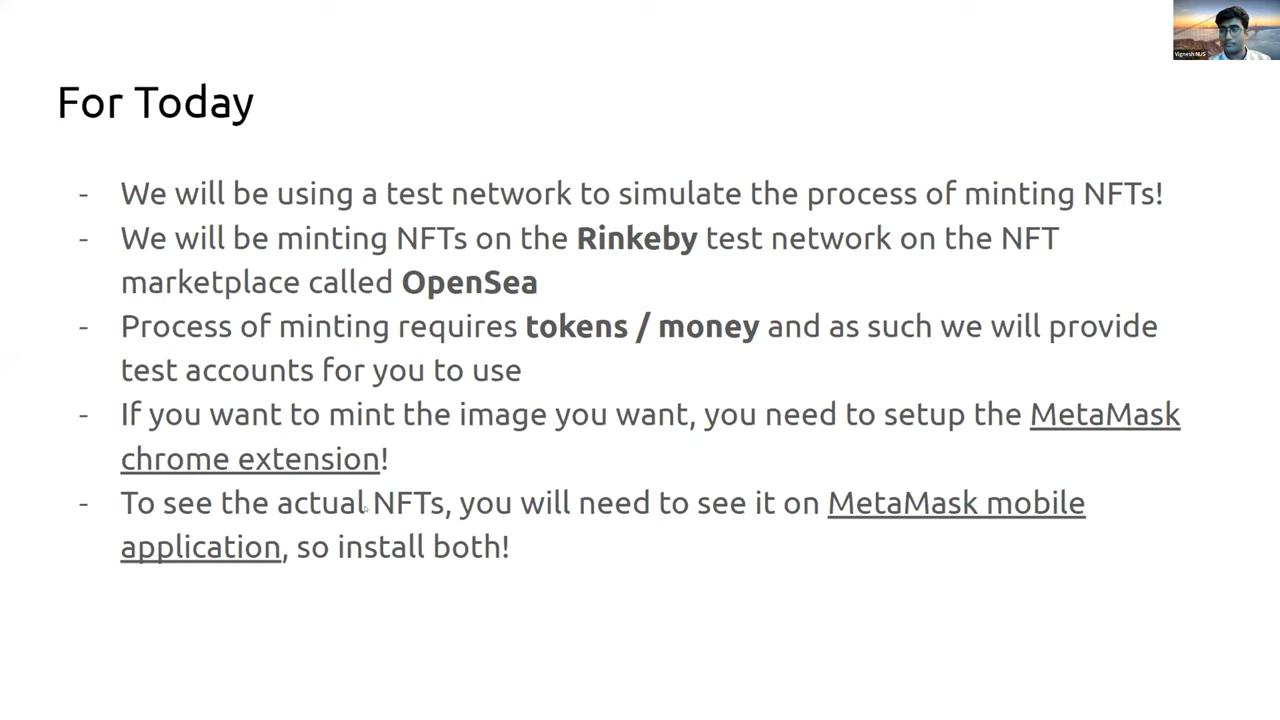 Vignesh NUS
For Today
- We will be using a test network to simulate the process of minting NFTs!
- We will be minting NFTs on the Rinkeby test network on the NFT
marketplace called OpenSea
- Process of minting requires tokens / money and as such we will provide
test accounts for you to use
- If you want to mint the image you want, you need to setup the MetaMask
chrome extension!
- To see the actual NFTs, you will need to see it on MetaMask mobile
application, so install both!